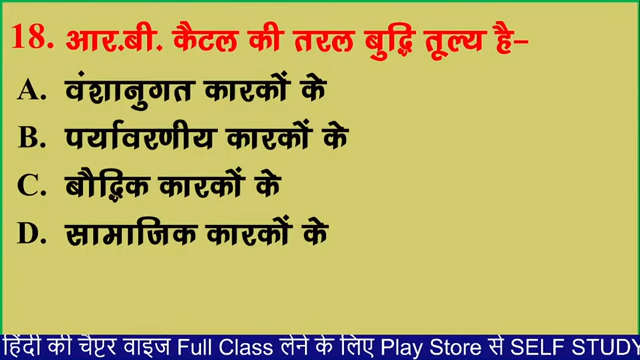 18. आर.बी. कैटल की तरल बुद्धि तूल्य है-
A. वंशानुगत कारकों के
B. पर्यावरणीय कारकों के
C. बौद्धिक कारकों के
D. सामाजिक कारकों के
हिंदी की चैप्टर वाइज Full Class लेने के लिए Play Store से SELF STUDY